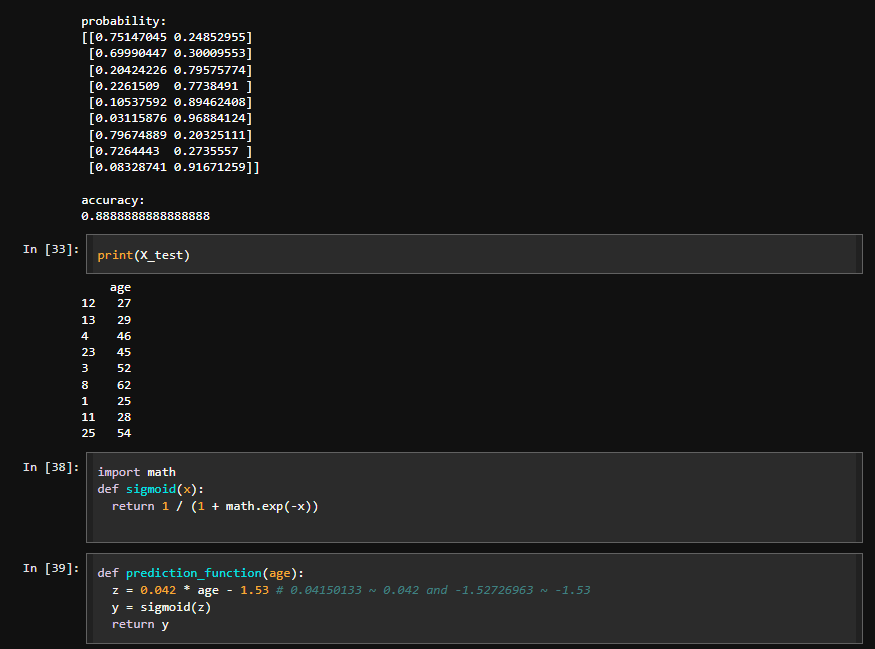 probability:
[[0.75147045 0.24852955]
 [0.69990447 0.30009553]
 [0.20424226 0.79575774]
 [0.2261509  0.7738491 ]
 [0.10537592 0.89462408]
 [0.03115876 0.96884124]
 [0.79674889 0.20325111]
 [0.7264443  0.2735557 ]
 [0.08328741 0.91671259]]
accuracy:
0.8888888888888888
In [33]: print(X_test)
    age
12   27
13   29
4    46
23   45
3    52
8    62
1    25
11   28
25   54
In [38]: import math
def sigmoid(x):
  return 1 / (1 + math.exp(-x))
In [39]: def prediction_function(age):
  z = 0.042 * age - 1.53 # 0.04150133 ~ 0.042 and -1.52726963 ~ -1.53
  y = sigmoid(z)
  return y